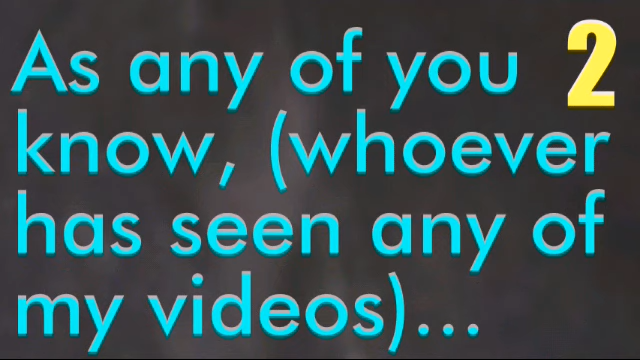 As any of you 2
know, (whoever
has seen any of
my videos)...